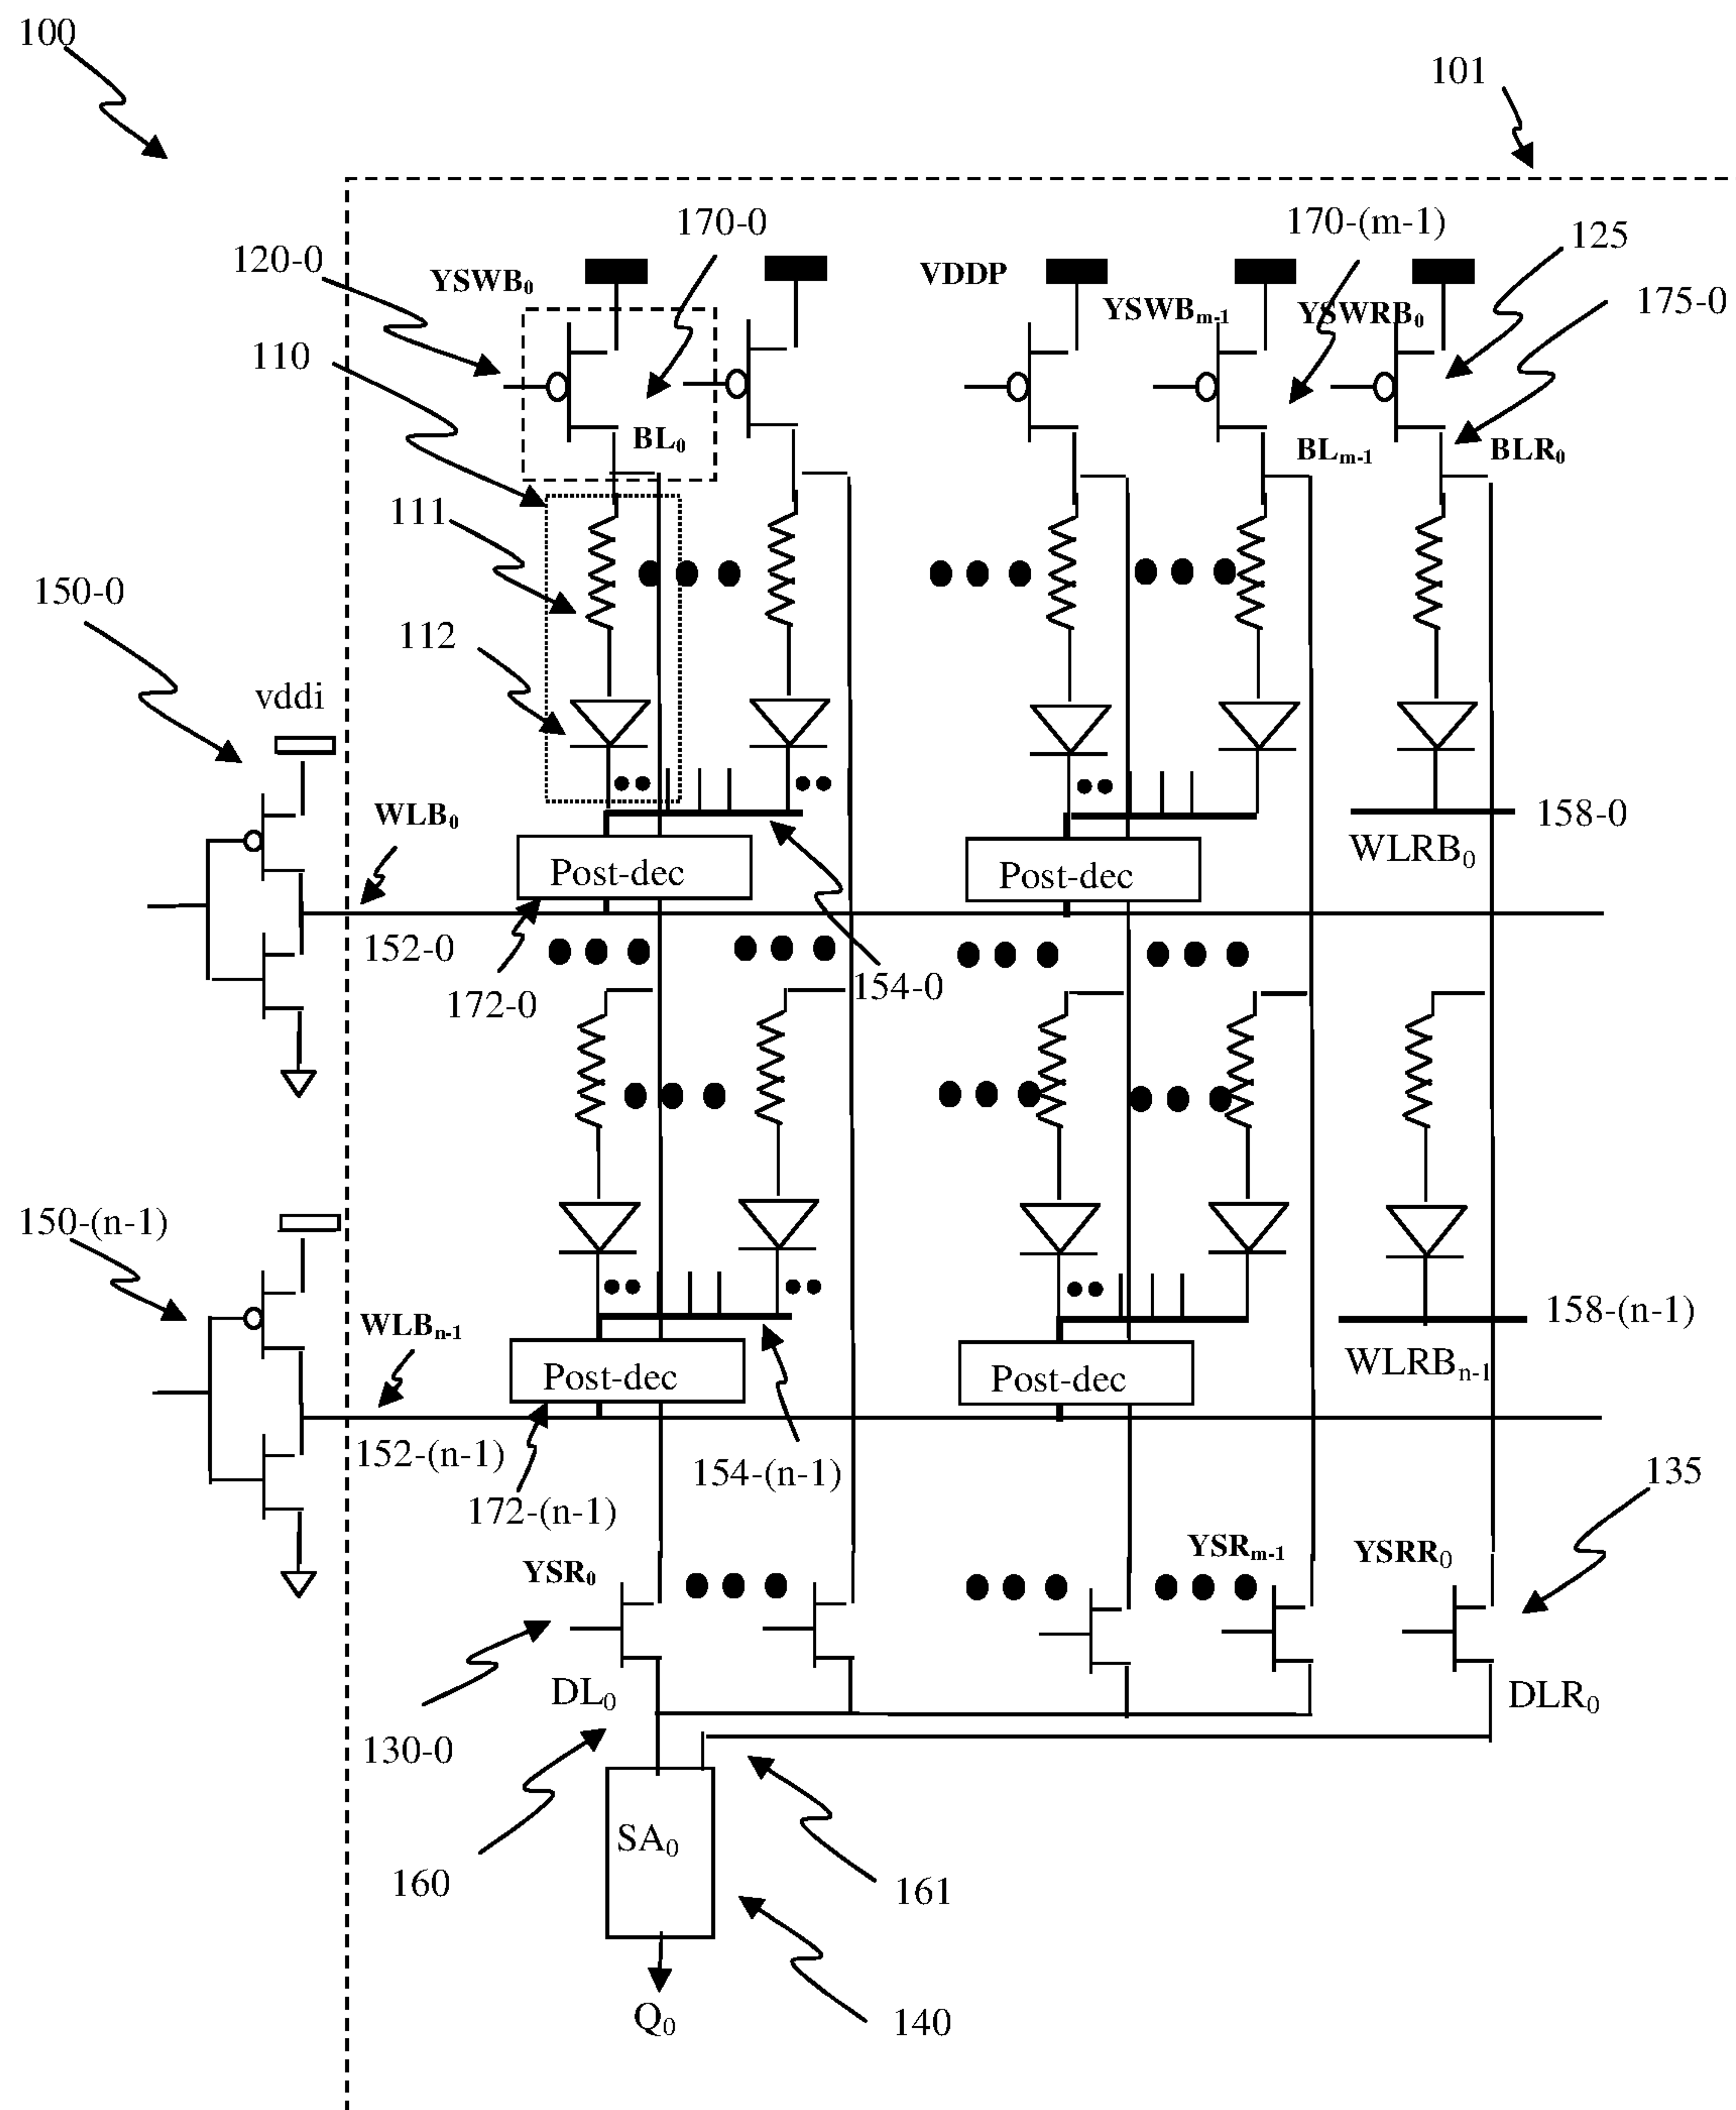 100
101
170-0
170-(m-1)
125
120-0
YSWB₀
VDDP
YSWBₘ₋₁
YSWRB₀
175-0
110
BL₀
BLₘ₋₁
BLR₀
111
150-0
112
vddi
WLB₀
158-0
WLRB₀
Post-dec
Post-dec
152-0
172-0
154-0
150-(n-1)
WLBₙ₋₁
158-(n-1)
WLRBₙ₋₁
Post-dec
Post-dec
152-(n-1)
154-(n-1)
135
172-(n-1)
YSR₀
YSRₘ₋₁
YSRR₀
DL₀
DLR₀
130-0
SA₀
160
161
Q₀
140